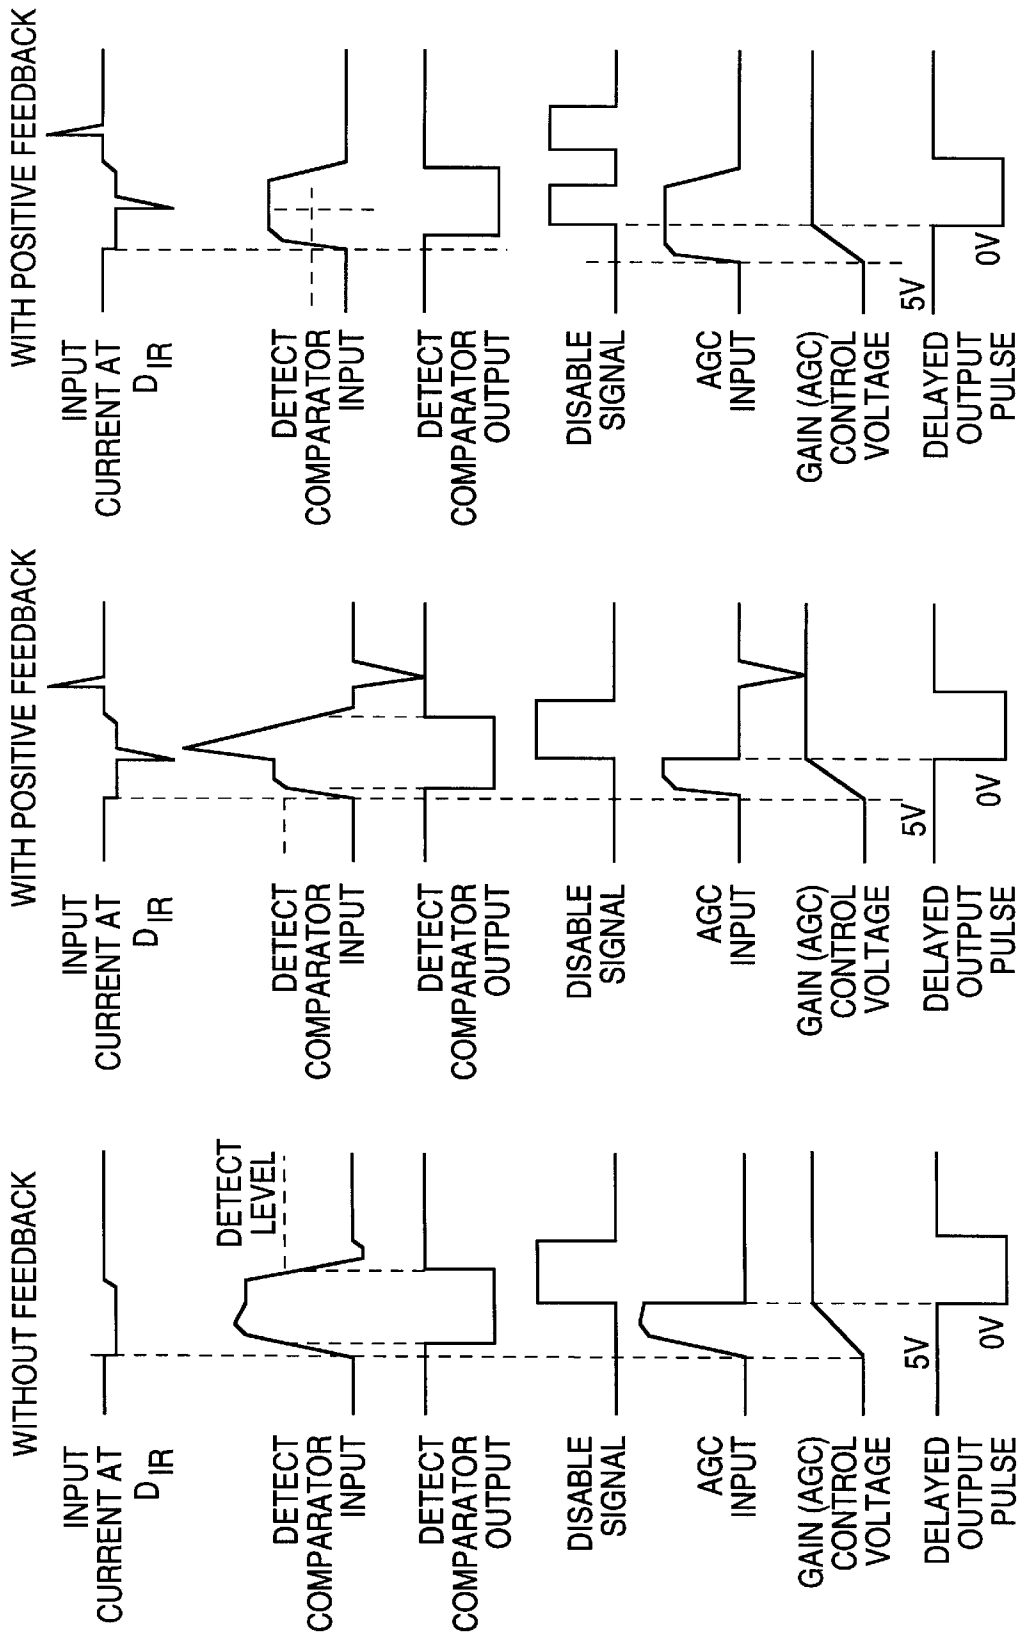 WITHOUT FEEDBACK
INPUT
CURRENT AT
DIR
DETECT
LEVEL
DETECT
COMPARATOR
INPUT
DETECT
COMPARATOR
OUTPUT
DISABLE
SIGNAL
AGC
INPUT
GAIN (AGC)
CONTROL
VOLTAGE
5V
DELAYED
OUTPUT
PULSE
0V
WITH POSITIVE FEEDBACK
INPUT
CURRENT AT
DIR
DETECT
COMPARATOR
INPUT
DETECT
COMPARATOR
OUTPUT
DISABLE
SIGNAL
AGC
INPUT
GAIN (AGC)
CONTROL
VOLTAGE
5V
DELAYED
OUTPUT
PULSE
0V
WITH POSITIVE FEEDBACK
INPUT
CURRENT AT
DIR
DETECT
COMPARATOR
INPUT
DETECT
COMPARATOR
OUTPUT
DISABLE
SIGNAL
AGC
INPUT
GAIN (AGC)
CONTROL
VOLTAGE
5V
DELAYED
OUTPUT
PULSE
0V